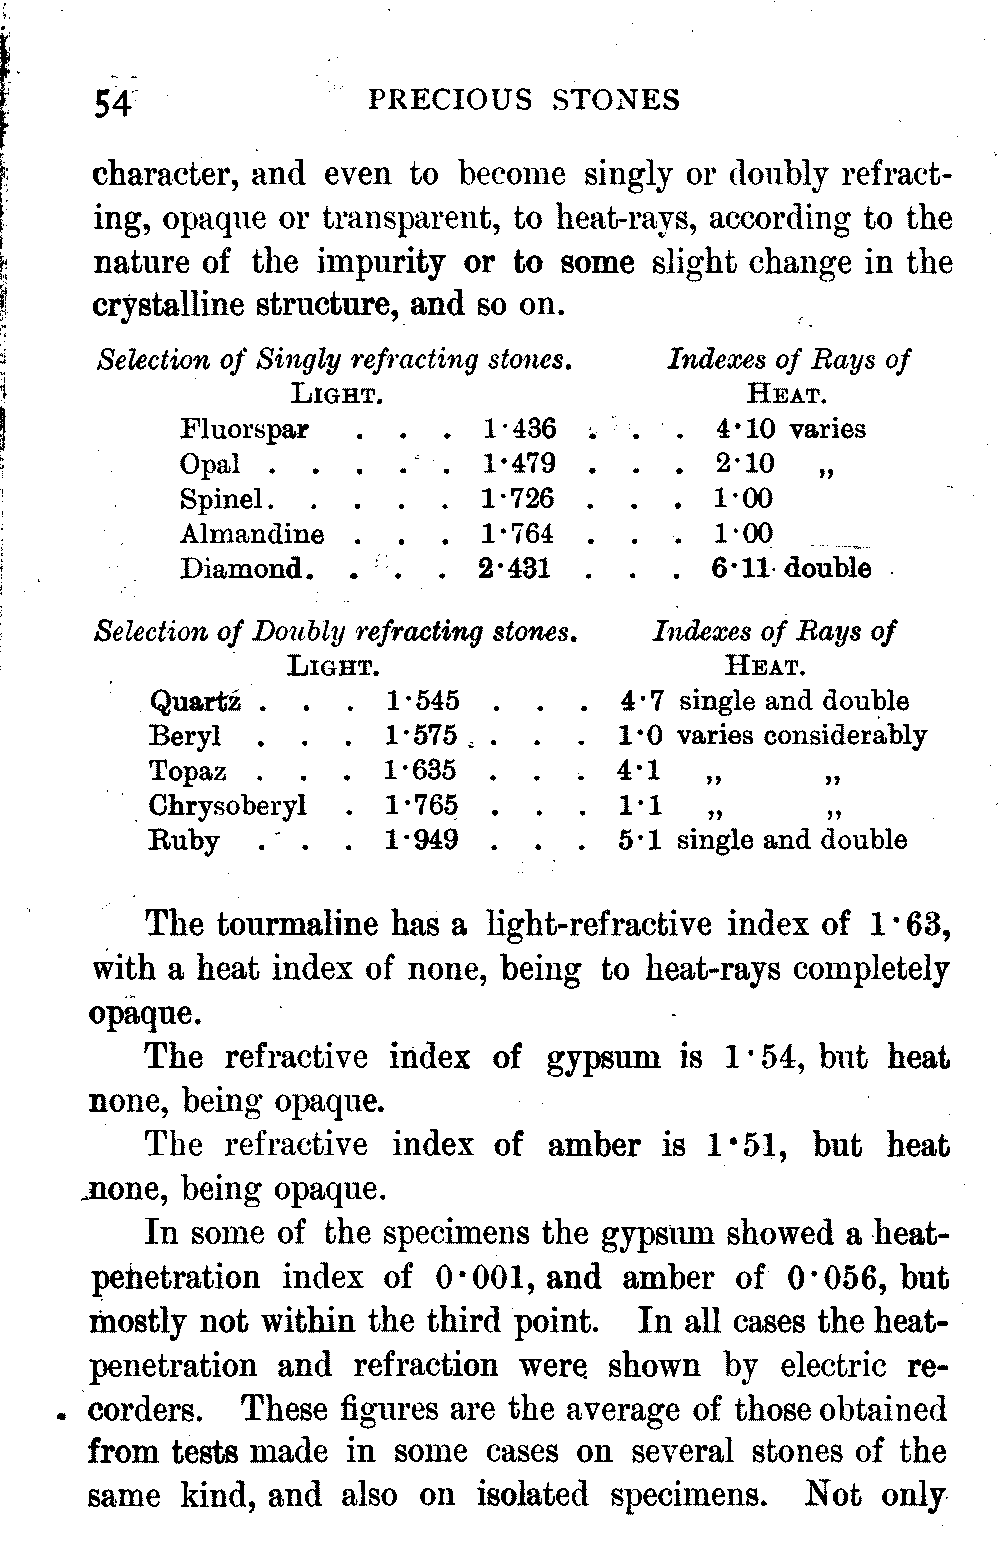 54 PRECIOUS STONES
character, and even to become singly or doubly refract-
ing, opaque or transparent, to heat-rays, according to the
nature of the impurity or to some slight change in the
crystalline structure, and so on.
Selection of Singly refracting stones. Indexes of Rays of
LIGHT. HEAT.
Fluorspar . . . 1·436 . . . 4·10 varies
Opal . . . . . 1·479 . . . 2·10 „
Spinel. . . . . 1·726 . . . 1·00
Almandine . . . 1·764 . . . 1·00
Diamond. . . . 2·431 . . . 6·11 double
Selection of Doubly refracting stones. Indexes of Rays of
LIGHT. HEAT.
Quartz . . . 1·545 . . . 4·7 single and double
Beryl . . . 1·575 . . . 1·0 varies considerably
Topaz . . . 1·635 . . . 4·1 „ „
Chrysoberyl . 1·765 . . . 1·1 „ „
Ruby . . . 1·949 . . . 5·1 single and double
The tourmaline has a light-refractive index of 1·63,
with a heat index of none, being to heat-rays completely
opaque.
The refractive index of gypsum is 1·54, but heat
none, being opaque.
The refractive index of amber is 1·51, but heat
none, being opaque.
In some of the specimens the gypsum showed a heat-
penetration index of 0·001, and amber of 0·056, but
mostly not within the third point. In all cases the heat-
penetration and refraction were shown by electric re-
corders. These figures are the average of those obtained
from tests made in some cases on several stones of the
same kind, and also on isolated specimens. Not only